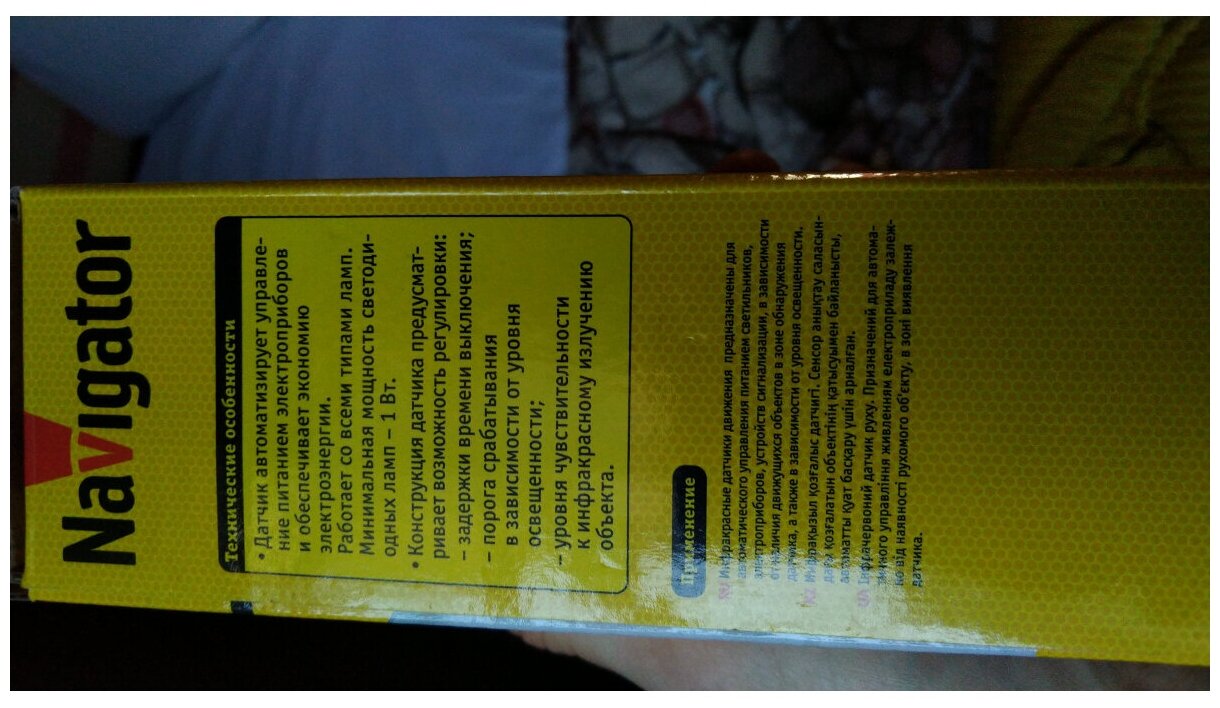 Navigator
Технические особенности
• Датчик автоматизирует управле-
ние питанием электроприборов
и обеспечивает экономию
электроэнергии.
Работает со всеми типами ламп.
Минимальная мощность светоди-
одных ламп – 1 Вт.
• Конструкция датчика предусмат-
ривает возможность регулировки:
– задержки времени выключения;
– порога срабатывания
в зависимости от уровня
освещенности;
– уровня чувствительности
к инфракрасному излучению
объекта.
Применение
RU Инфракрасные датчики движения предназначены для
автоматического управления питанием светильников,
электроприборов, устройств сигнализации, в зависимости
от наличия движущихся объектов в зоне обнаружения
датчика, а также в зависимости от уровня освещенности.
KZ Инфрақызыл қозғалыс датчигі. Сенсор анықтау саласын-
дағы қозғалатын объектінің қатысуымен байланысты,
автоматты қуат басқару үшін арналған.
UA Інфрачервоний датчик руху. Призначений для автома-
тичного управління живленням електроприладу залеж-
но від наявності рухомого об'єкту, в зоні виявлення
датчика.